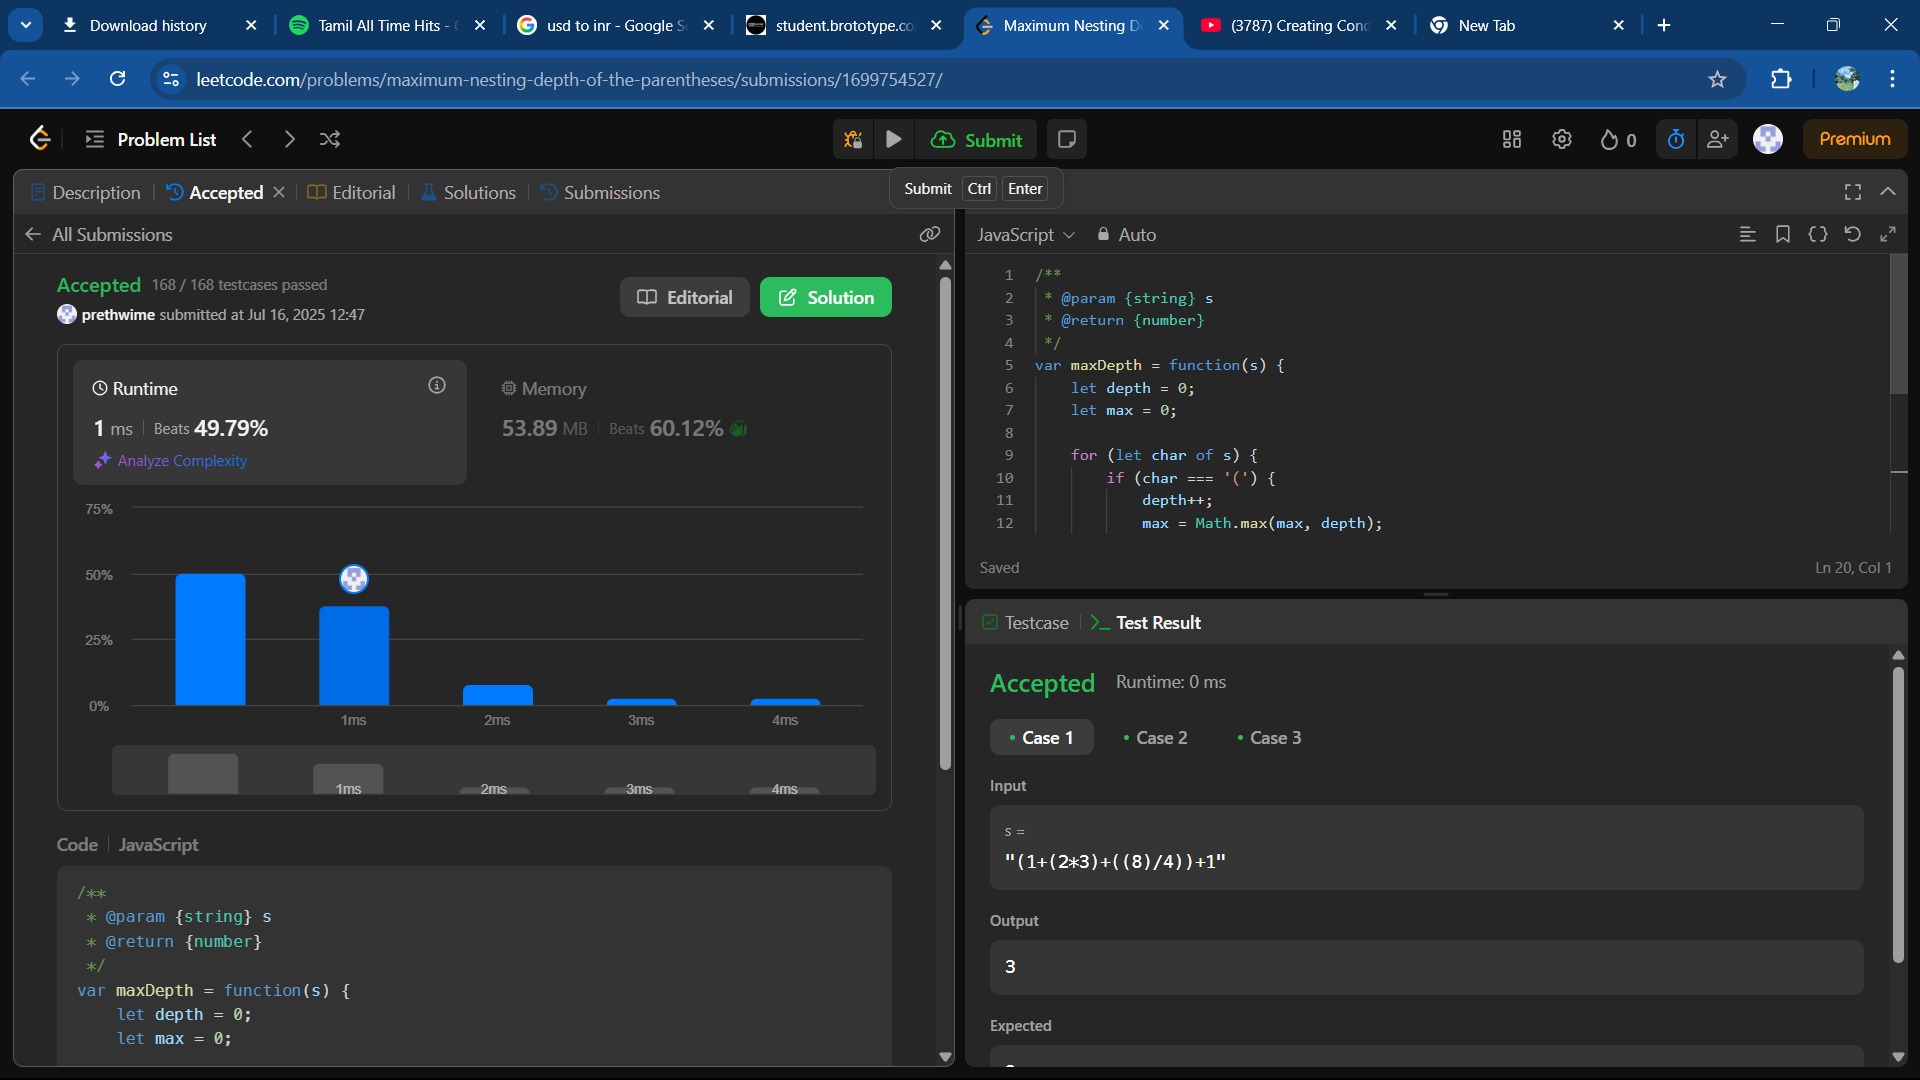 Download history
Tamil All Time Hits -
usd to inr - Google S
student.brototype.co
Maximum Nesting D
(3787) Creating Con
New Tab
leetcode.com/problems/maximum-nesting-depth-of-the-parentheses/submissions/1699754527/
Problem List
Submit
0
Premium
Description
Accepted
Editorial
Solutions
Submissions
Submit Ctrl Enter
All Submissions
Accepted 168 / 168 testcases passed
prethwime submitted at Jul 16, 2025 12:47
Editorial
Solution
Runtime
1 ms Beats 49.79%
Analyze Complexity
Memory
53.89 MB Beats 60.12%
75%
50%
25%
0%
1ms 2ms 3ms 4ms
1ms 2ms 3ms 4ms
Code JavaScript
/**
* @param {string} s
* @return {number}
*/
var maxDepth = function(s) {
let depth = 0;
let max = 0;
JavaScript
Auto
1 /**
2 * @param {string} s
3 * @return {number}
4 */
5 var maxDepth = function(s) {
6 let depth = 0;
7 let max = 0;
8
9 for (let char of s) {
10 if (char === '(') {
11 depth++;
12 max = Math.max(max, depth);
Saved
Ln 20, Col 1
Testcase
Test Result
Accepted Runtime: 0 ms
Case 1
Case 2
Case 3
Input
s =
"(1+(2*3)+((8)/4))+1"
Output
3
Expected